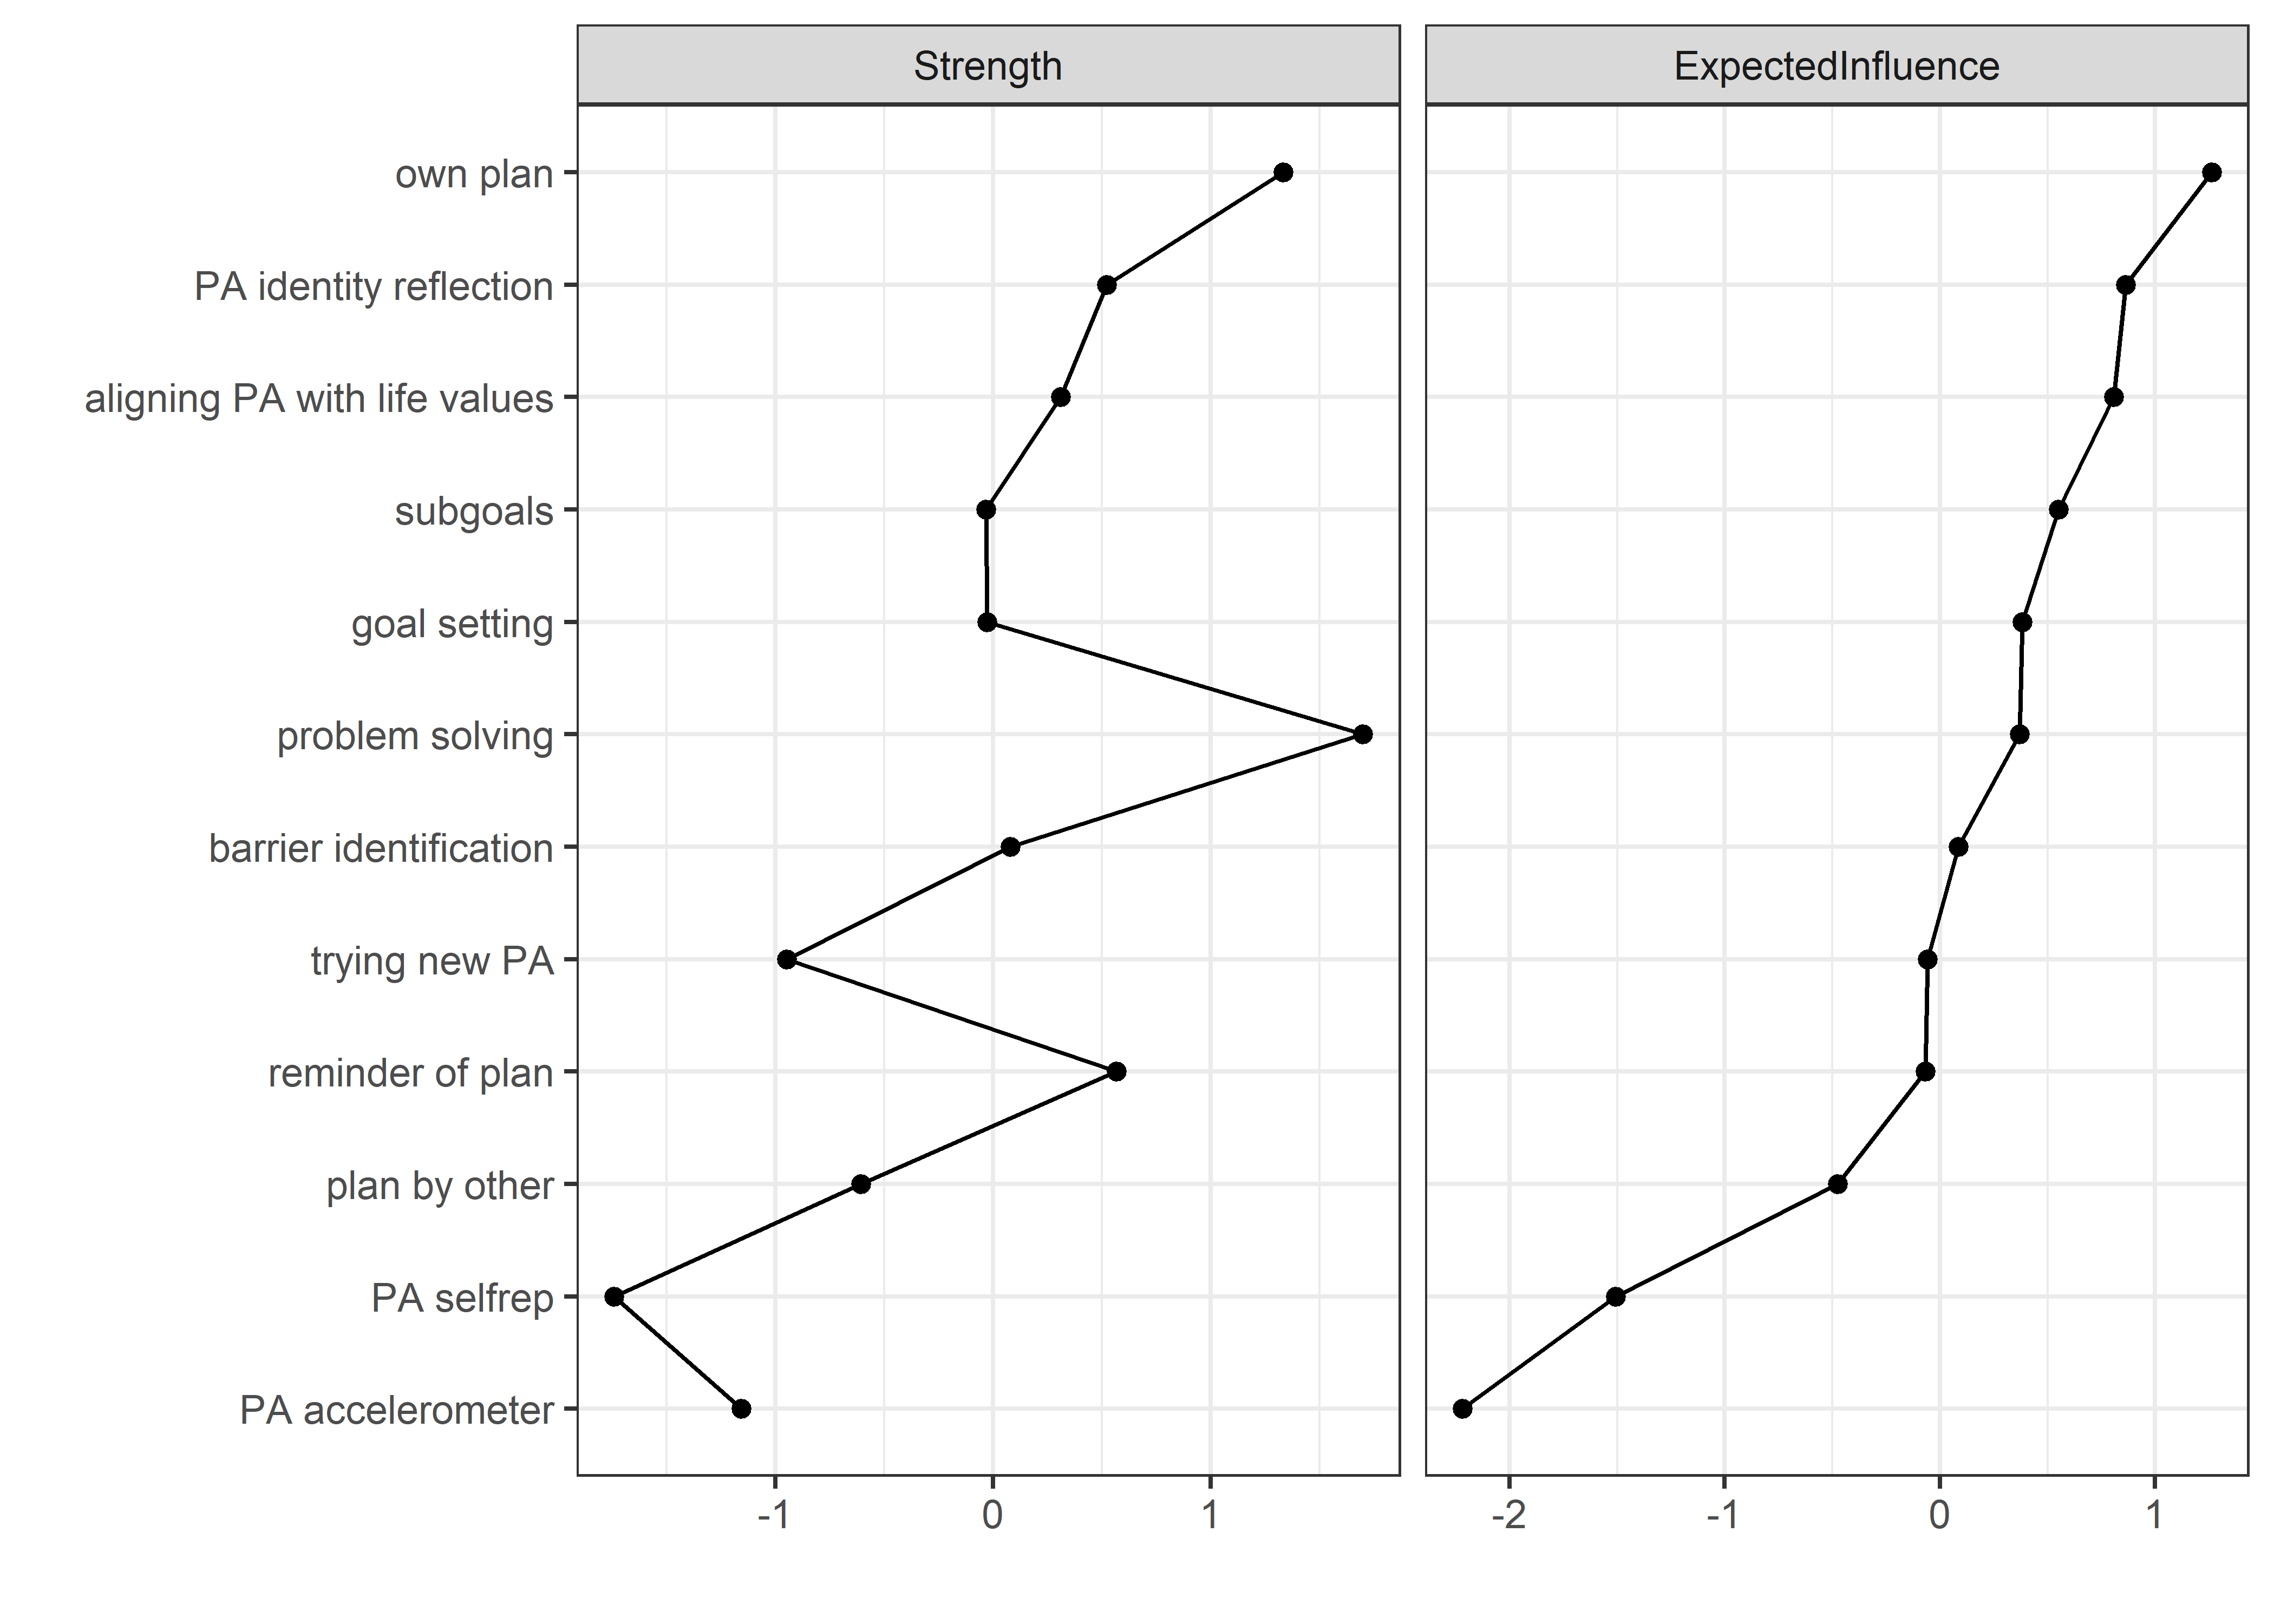 Strength ExpectedInfluence
own plan
PA identity reflection
aligning PA with life values
subgoals
goal setting
problem solving
barrier identification
trying new PA
reminder of plan
plan by other
PA selfrep
PA accelerometer
-1 0 1 -2 -1 0 1